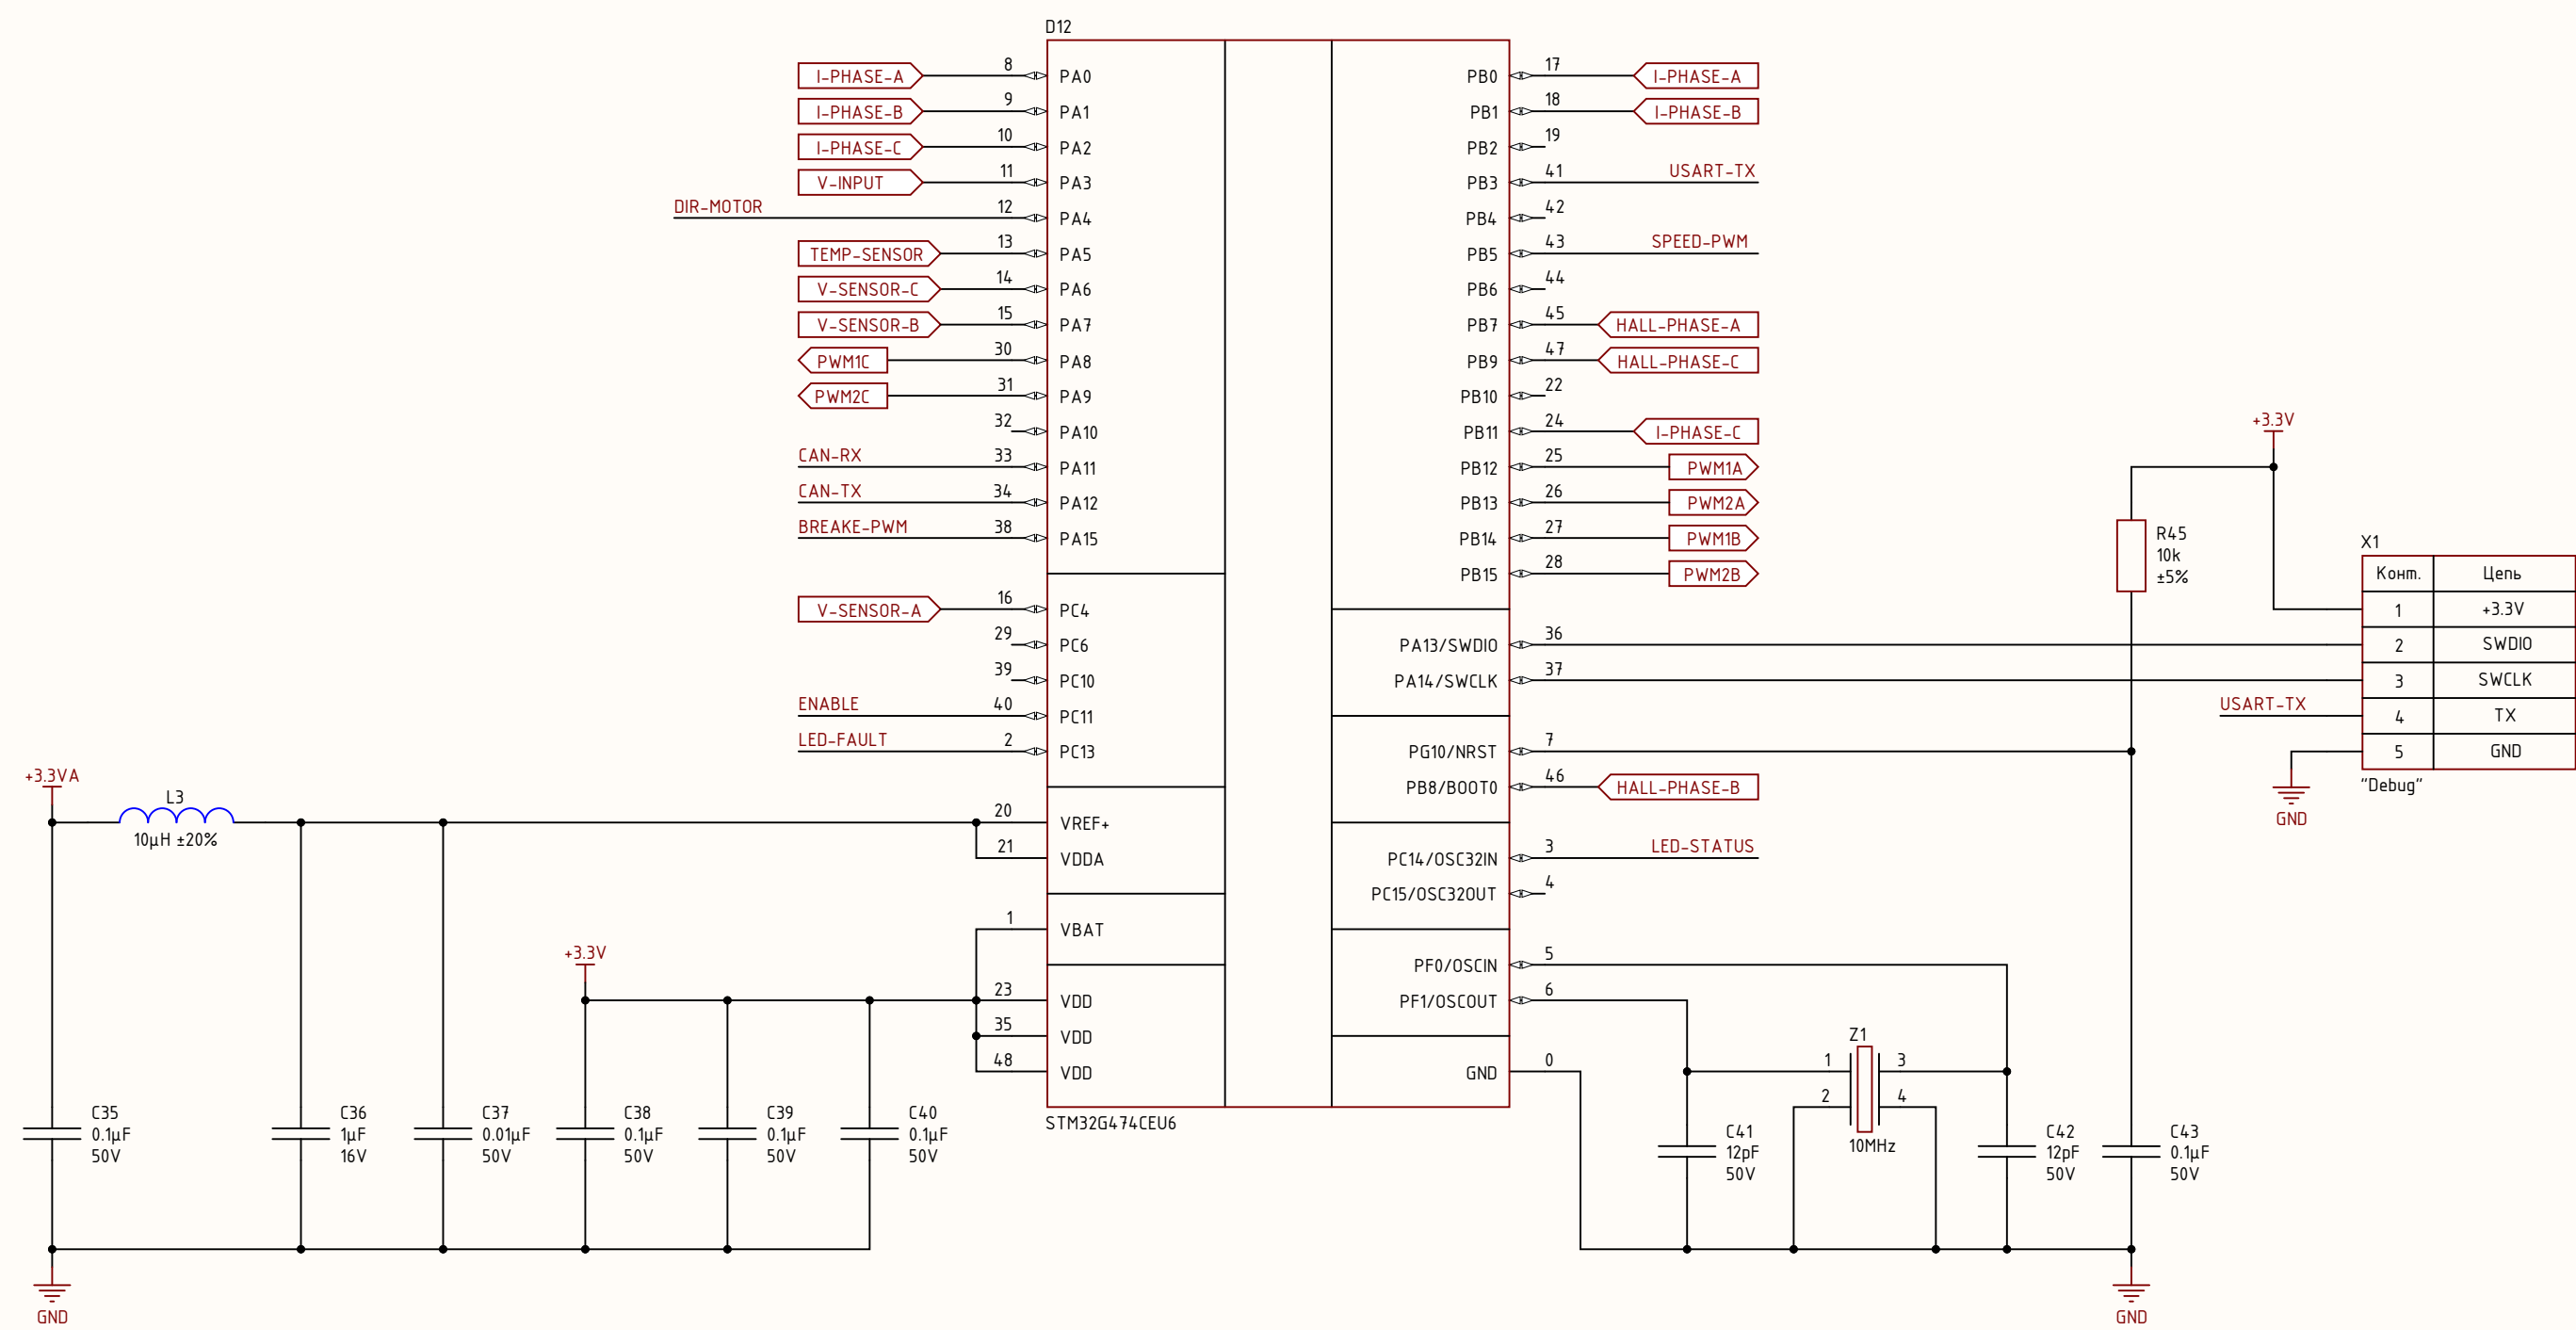 D12
I-PHASE-A 8 PA0
I-PHASE-B 9 PA1
I-PHASE-C 10 PA2
V-INPUT 11 PA3
DIR-MOTOR 12 PA4
TEMP-SENSOR 13 PA5
V-SENSOR-C 14 PA6
V-SENSOR-B 15 PA7
PWM1C 30 PA8
PWM2C 31 PA9
32 PA10
CAN-RX 33 PA11
CAN-TX 34 PA12
BREAKE-PWM 38 PA15
V-SENSOR-A 16 PC4
29 PC6
39 PC10
ENABLE 40 PC11
LED-FAULT 2 PC13
20 VREF+
21 VDDA
1 VBAT
23 VDD
35 VDD
48 VDD
PB0 17 I-PHASE-A
PB1 18 I-PHASE-B
PB2 19
PB3 41 USART-TX
PB4 42
PB5 43 SPEED-PWM
PB6 44
PB7 45 HALL-PHASE-A
PB9 47 HALL-PHASE-C
PB10 22
PB11 24 I-PHASE-C
PB12 25 PWM1A
PB13 26 PWM2A
PB14 27 PWM1B
PB15 28 PWM2B
PA13/SWDIO 36
PA14/SWCLK 37
PG10/NRST 7
PB8/BOOT0 46 HALL-PHASE-B
PC14/OSC32IN 3 LED-STATUS
PC15/OSC32OUT 4
PF0/OSCIN 5
PF1/OSCOUT 6
GND 0
STM32G474CEU6
+3.3VA
L3
10µH ±20%
+3.3V
C35
0.1µF
50V
C36
1µF
16V
C37
0.01µF
50V
C38
0.1µF
50V
C39
0.1µF
50V
C40
0.1µF
50V
GND
Z1
1 3
2 4
10MHz
C41
12pF
50V
C42
12pF
50V
C43
0.1µF
50V
GND
+3.3V
R45
10k
±5%
X1
Конт. Цепь
1 +3.3V
2 SWDIO
3 SWCLK
USART-TX 4 TX
5 GND
"Debug"
GND